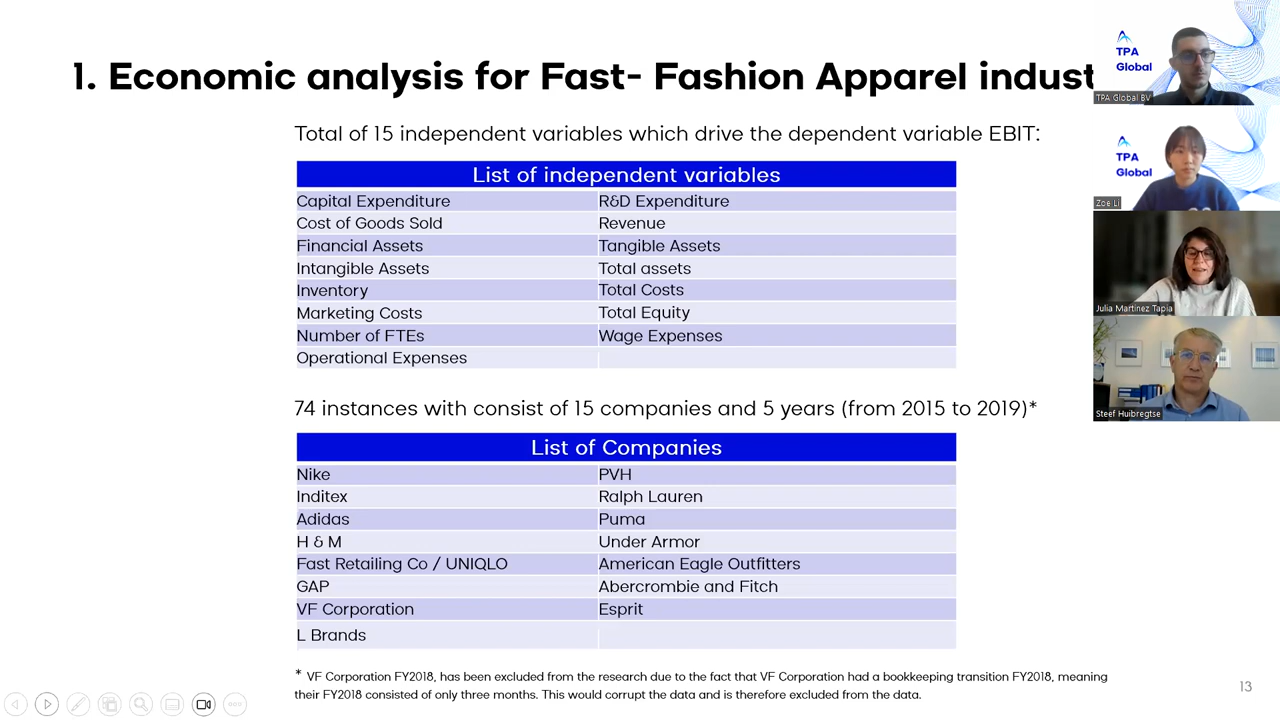 1. Economic analysis for Fast- Fashion Apparel indust
Total of 15 independent variables which drive the dependent variable EBIT:
List of independent variables
Capital Expenditure R&D Expenditure
Cost of Goods Sold Revenue
Financial Assets Tangible Assets
Intangible Assets Total assets
Inventory Total Costs
Marketing Costs Total Equity
Number of FTEs Wage Expenses
Operational Expenses
74 instances with consist of 15 companies and 5 years (from 2015 to 2019)*
List of Companies
Nike PVH
Inditex Ralph Lauren
Adidas Puma
H & M Under Armor
Fast Retailing Co / UNIQLO American Eagle Outfitters
GAP Abercrombie and Fitch
VF Corporation Esprit
L Brands
* VF Corporation FY2018, has been excluded from the research due to the fact that VF Corporation had a bookkeeping transition FY2018, meaning
their FY2018 consisted of only three months. This would corrupt the data and is therefore excluded from the data.
13
TPA
Global
TPA Global BV
TPA
Global
Zoe Li
Julia Martinez Tapia
Steef Huibregtse